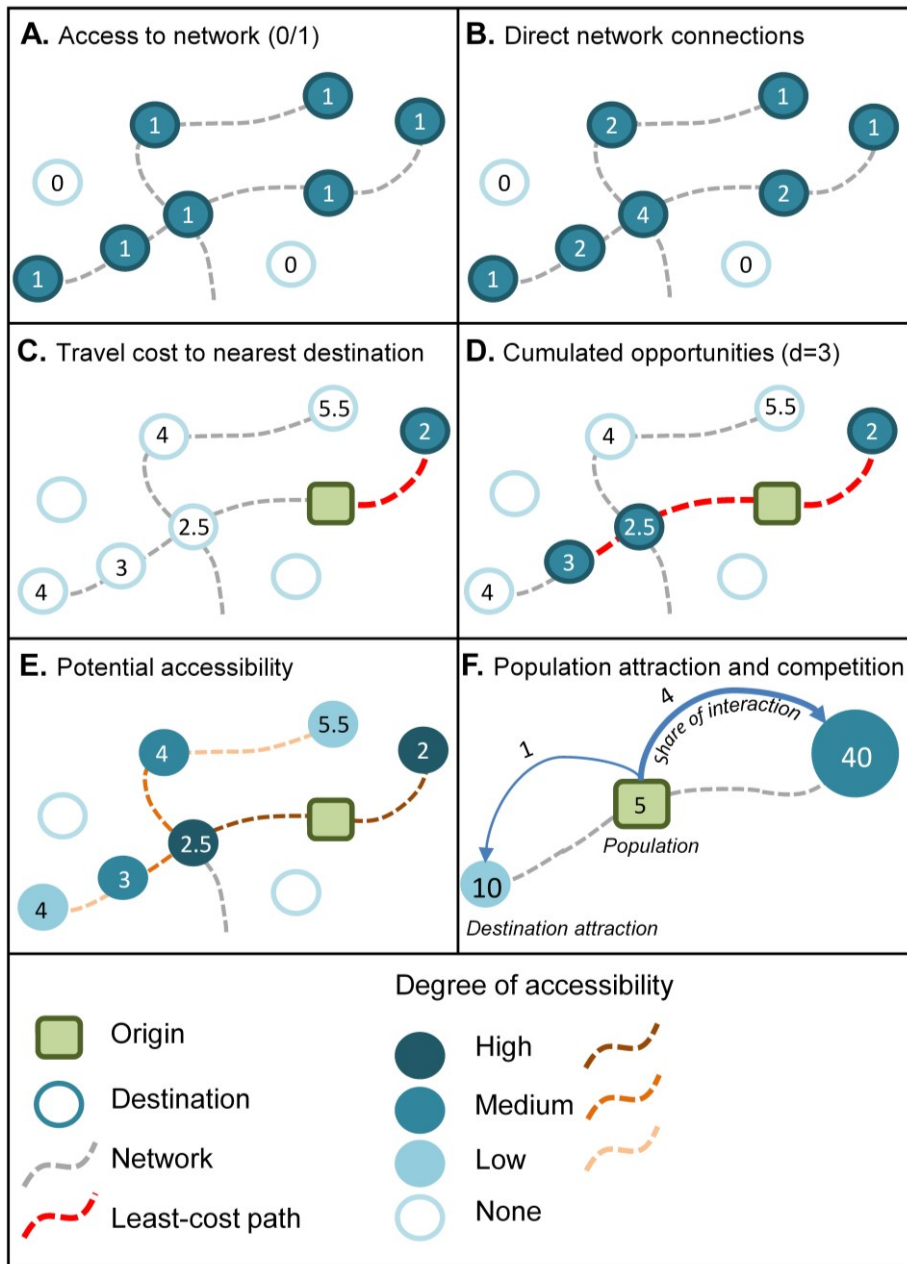 A. Access to network (0/1)
1
1
1
0
1
1
1
0
1
B. Direct network connections
1
2
1
0
2
4
2
0
1
C. Travel cost to nearest destination
5.5
4
2
2.5
3
4
D. Cumulated opportunities (d=3)
5.5
4
2
2.5
3
4
E. Potential accessibility
5.5
4
2
2.5
3
4
F. Population attraction and competition
4
Share of interaction
1
40
5
Population
10
Destination attraction
Degree of accessibility
Origin
High
Destination
Medium
Network
Low
Least-cost path
None